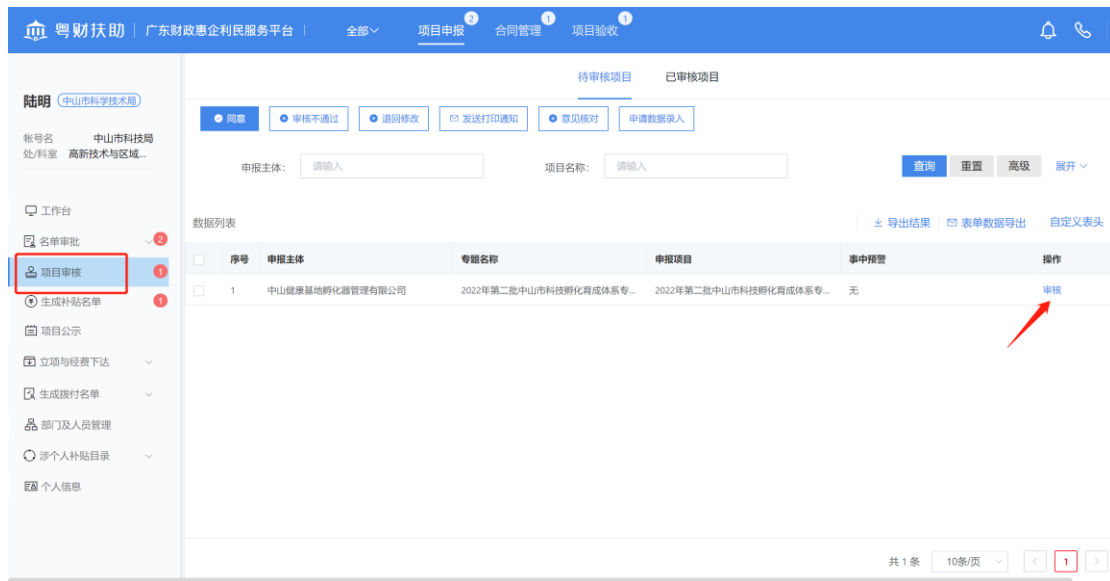 粤财扶助 广东财政惠企利民服务平台 全部 项目申报 2 合同管理 1 项目验收 1
陆明 中山市科学技术局
帐号名 中山市科技局
处/科室 高新技术与区域...
工作台
名单审批 2
项目审核 1
生成补贴名单 1
项目公示
立项与经费下达
生成拨付名单
部门及人员管理
涉个人补贴目录
个人信息
待审核项目 已审核项目
同意 审核不通过 退回修改 发送打印通知 意见核对 申请数据录入
申报主体: 请输入 项目名称: 请输入 查询 重置 高级 展开
数据列表 导出结果 表单数据导出 自定义表头
序号 申报主体 专题名称 申报项目 事中预警 操作
1 中山健康基地孵化器管理有限公司 2022年第二批中山市科技孵化育成体系专... 2022年第二批中山市科技孵化育成体系专... 无 审核
共 1 条 10条/页 < 1 >